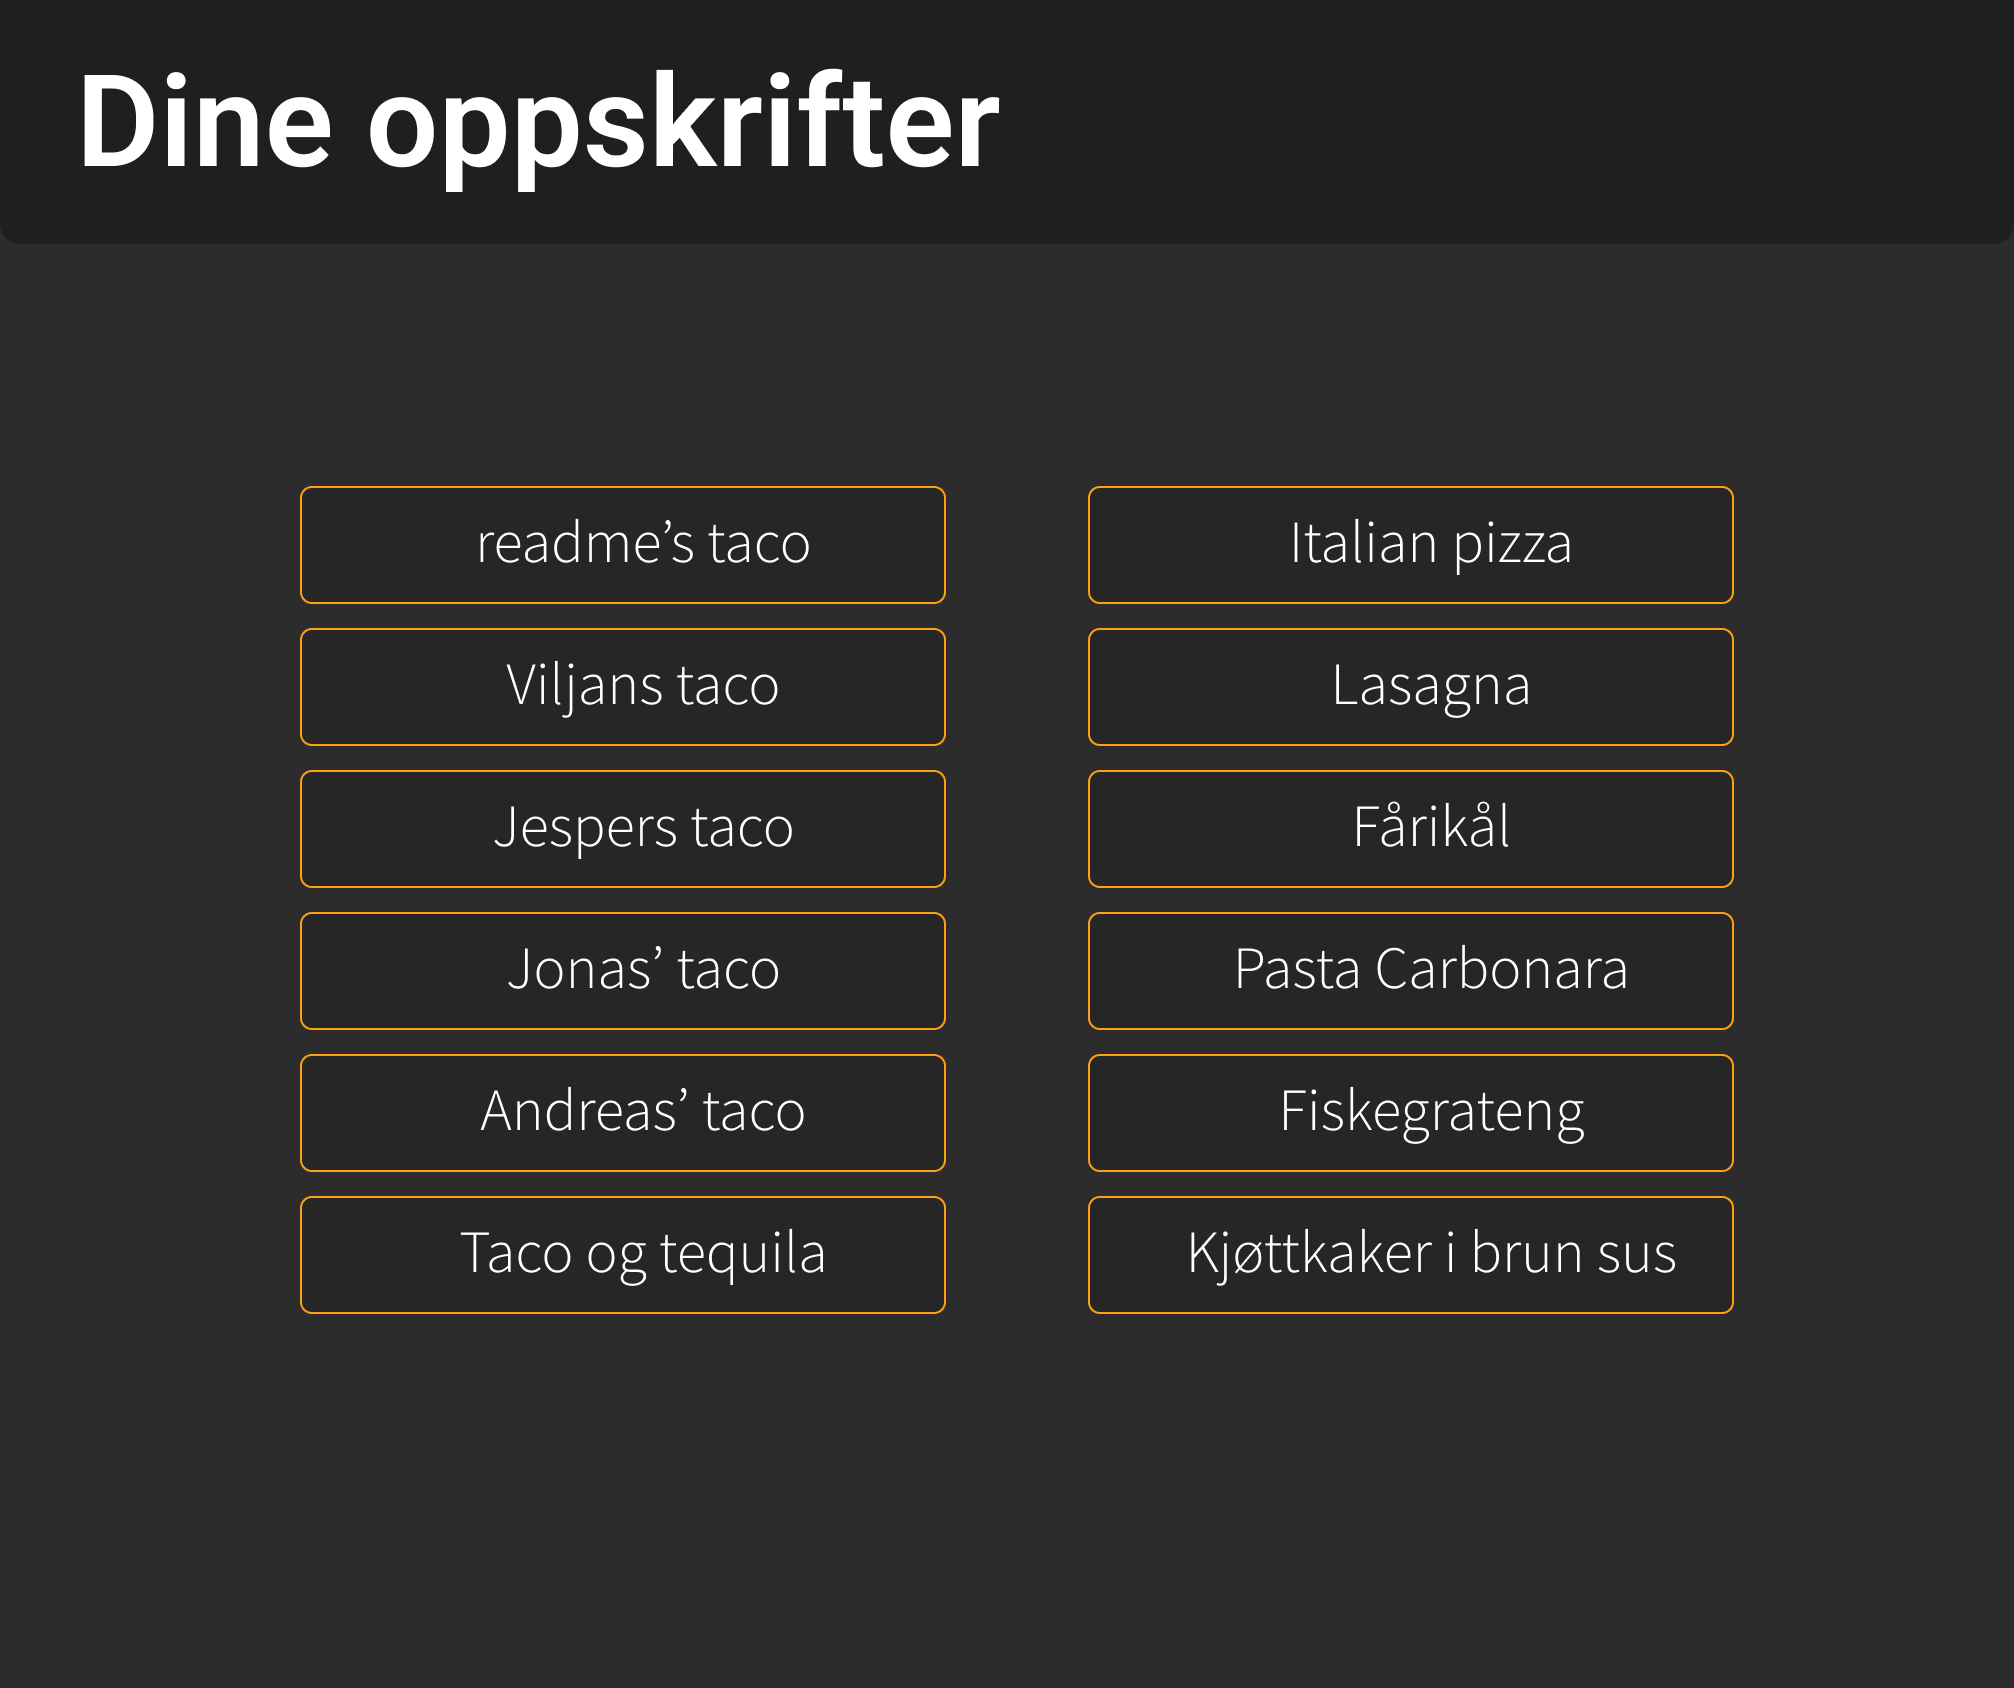 Dine oppskrifter
readme’s taco
Italian pizza
Viljans taco
Lasagna
Jespers taco
Fårikål
Jonas’ taco
Pasta Carbonara
Andreas’ taco
Fiskegrateng
Taco og tequila
Kjøttkaker i brun sus